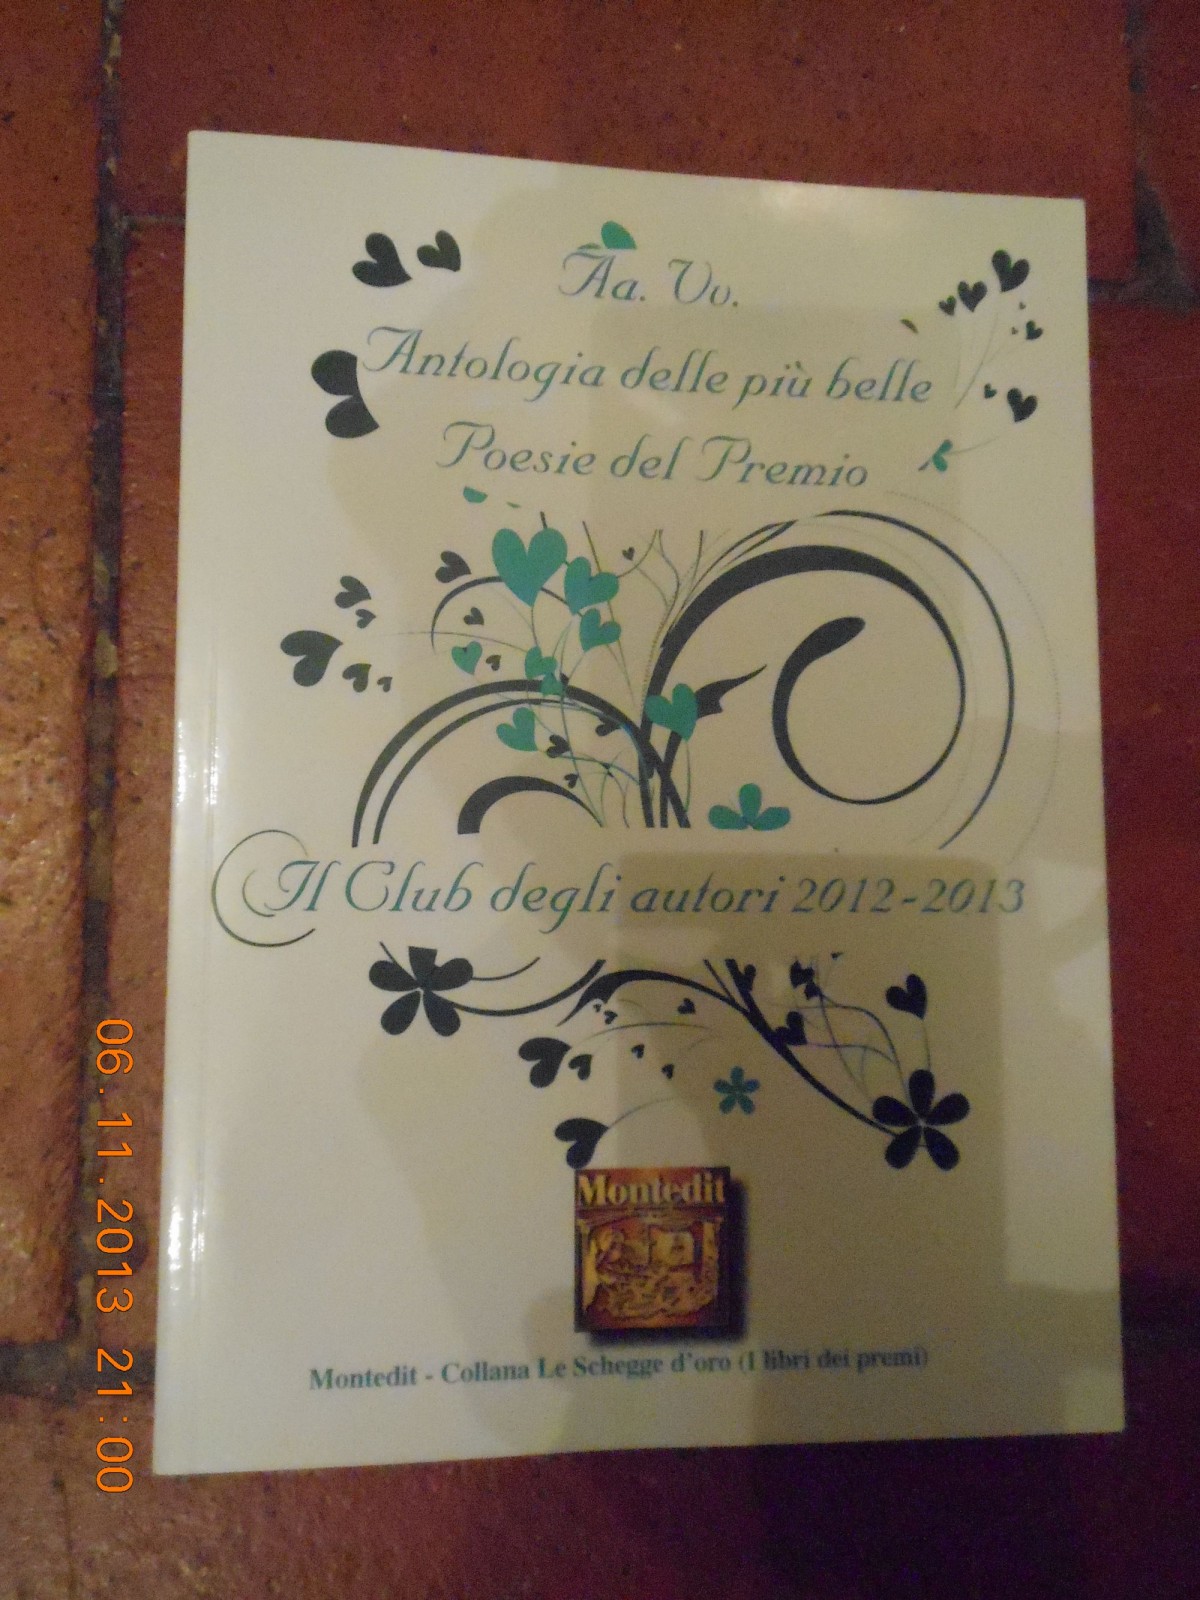 Aa. Vv.
Antologia delle più belle
Poesie del Premio
Il Club degli autori 2012-2013
Montedit
Montedit - Collana Le Schegge d'oro (I libri dei premi)
06.11.2013 21:00